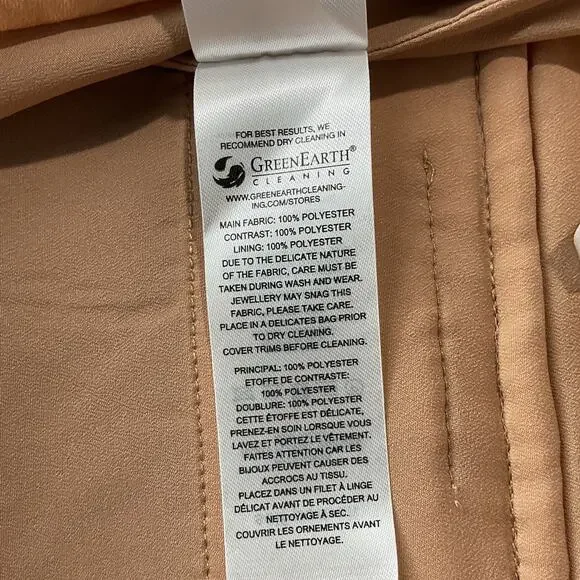 FOR BEST RESULTS, WE
RECOMMEND DRY CLEANING IN
GREENEARTH®
CLEANING
WWW.GREENEARTHCLEANING-
ING.COM/STORES
MAIN FABRIC: 100% POLYESTER
CONTRAST: 100% POLYESTER
LINING: 100% POLYESTER
DUE TO THE DELICATE NATURE
OF THE FABRIC, CARE MUST BE
TAKEN DURING WASH AND WEAR.
JEWELLERY MAY SNAG THIS
FABRIC, PLEASE TAKE CARE.
PLACE IN A DELICATES BAG PRIOR
TO DRY CLEANING.
COVER TRIMS BEFORE CLEANING.
PRINCIPAL: 100% POLYESTER
ETOFFE DE CONTRASTE:
100% POLYESTER
DOUBLURE: 100% POLYESTER
CETTE ÉTOFFE EST DÉLICATE,
PRENEZ-EN SOIN LORSQUE VOUS
LAVEZ ET PORTEZ LE VÊTEMENT.
FAITES ATTENTION CAR LES
BIJOUX PEUVENT CAUSER DES
ACCROCS AU TISSU.
PLACEZ DANS UN FILET À LINGE
DÉLICAT AVANT DE PROCÉDER AU
NETTOYAGE À SEC.
COUVRIR LES ORNEMENTS AVANT
LE NETTOYAGE.